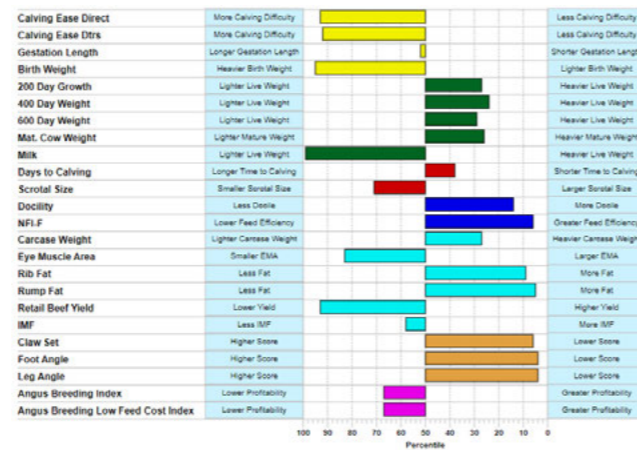 Calving Ease Direct More Calving Difficulty Less Calving Difficulty
Calving Ease Dtrs More Calving Difficulty Less Calving Difficulty
Gestation Length Longer Gestation Length Shorter Gestation Length
Birth Weight Heavier Birth Weight Lighter Birth Weight
200 Day Growth Lighter Live Weight Heavier Live Weight
400 Day Weight Lighter Live Weight Heavier Live Weight
600 Day Weight Lighter Live Weight Heavier Live Weight
Mat. Cow Weight Lighter Mature Weight Heavier Mature Weight
Milk Lighter Live Weight Heavier Live Weight
Days to Calving Longer Time to Calving Shorter Time to Calving
Scrotal Size Smaller Scrotal Size Larger Scrotal Size
Docility Less Docile More Docile
NFI-F Lower Feed Efficiency Greater Feed Efficiency
Carcase Weight Lighter Carcase Weight Heavier Carcase Weight
Eye Muscle Area Smaller EMA Larger EMA
Rib Fat Less Fat More Fat
Rump Fat Less Fat More Fat
Retail Beef Yield Lower Yield Higher Yield
IMF Less IMF More IMF
Claw Set Higher Score Lower Score
Foot Angle Higher Score Lower Score
Leg Angle Higher Score Lower Score
Angus Breeding Index Lower Profitability Greater Profitability
Angus Breeding Low Feed Cost Index Lower Profitability Greater Profitability
100 90 80 70 60 50 40 30 20 10 0
Percentile